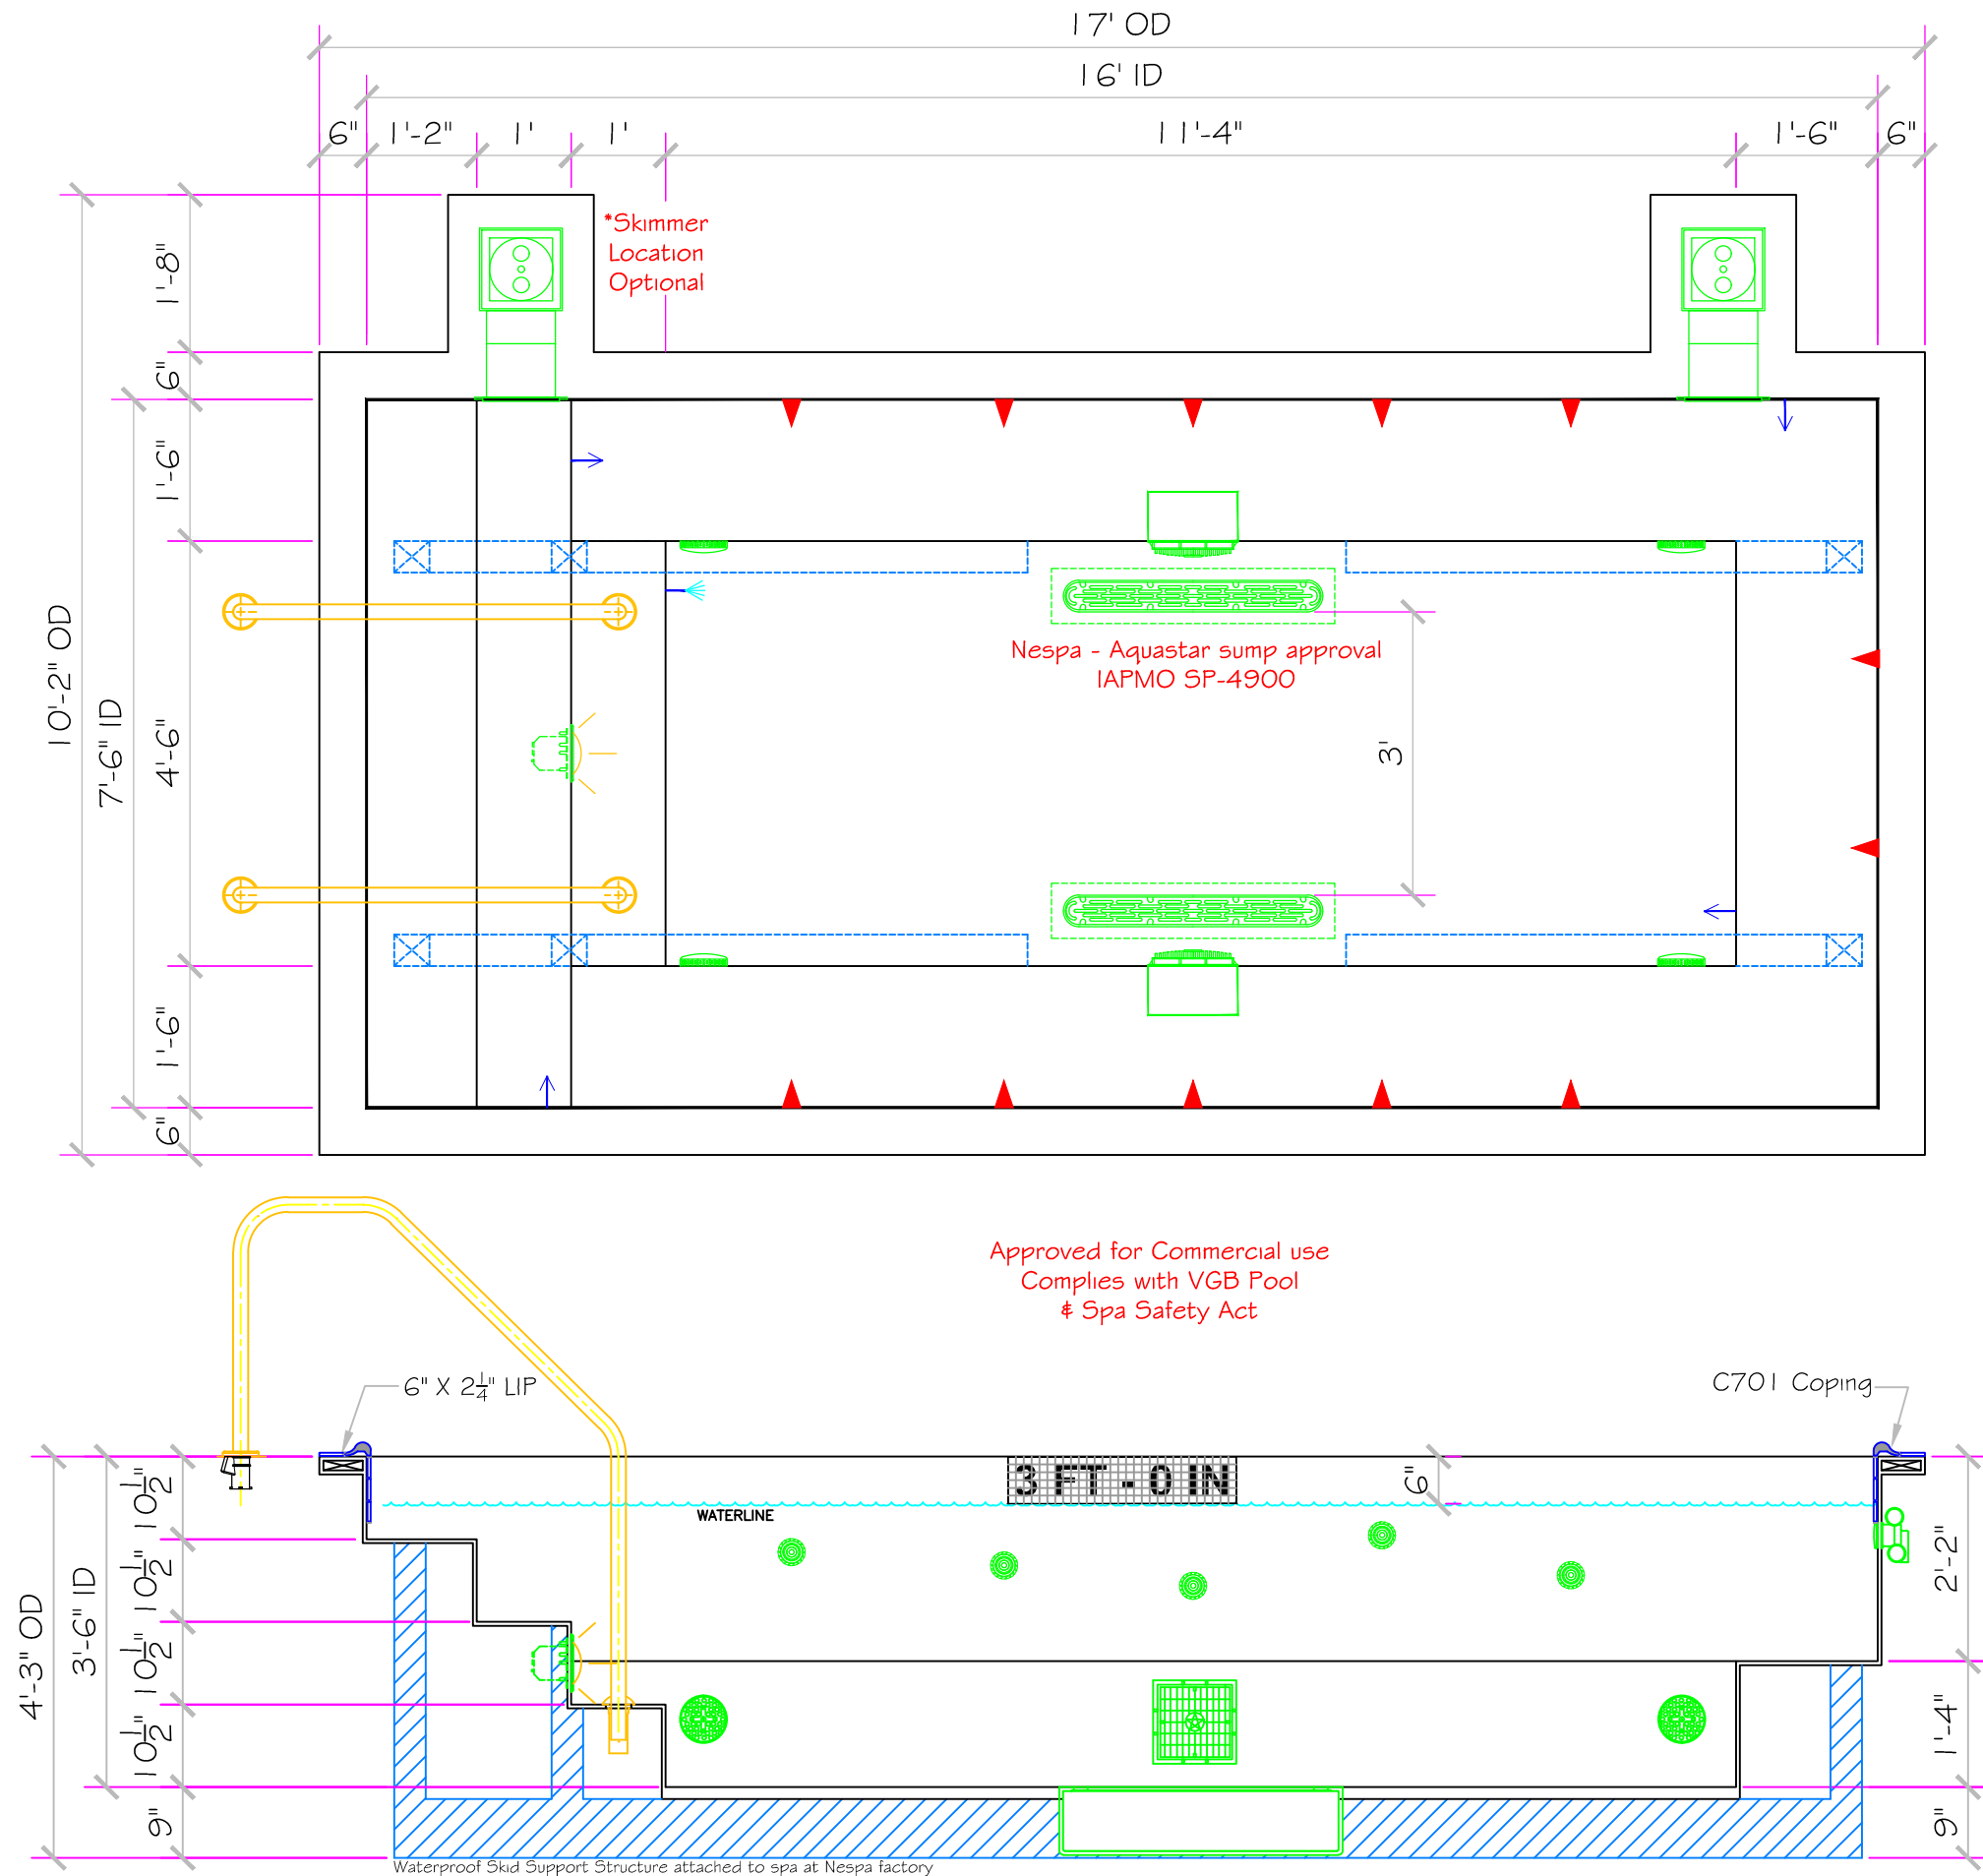 17' OD
16' ID
6" 1'-2" 1' 1' 11'-4" 1'-6" 6"
*Skimmer
Location
Optional
1'-8"
6"
1'-6"
4'-6"
1'-6"
6"
10'-2" OD
7'-6" ID
Nespa - Aquastar sump approval
IAPMO SP-4900
3'
Approved for Commercial use
Complies with VGB Pool
& Spa Safety Act
6" X 2¼" LIP
C701 Coping
3 FT - 0 IN
6"
WATERLINE
10½"
10½"
10½"
10½"
9"
3'-6" ID
4'-3" OD
2'-2"
1'-4"
9"
Waterproof Skid Support Structure attached to spa at Nespa factory